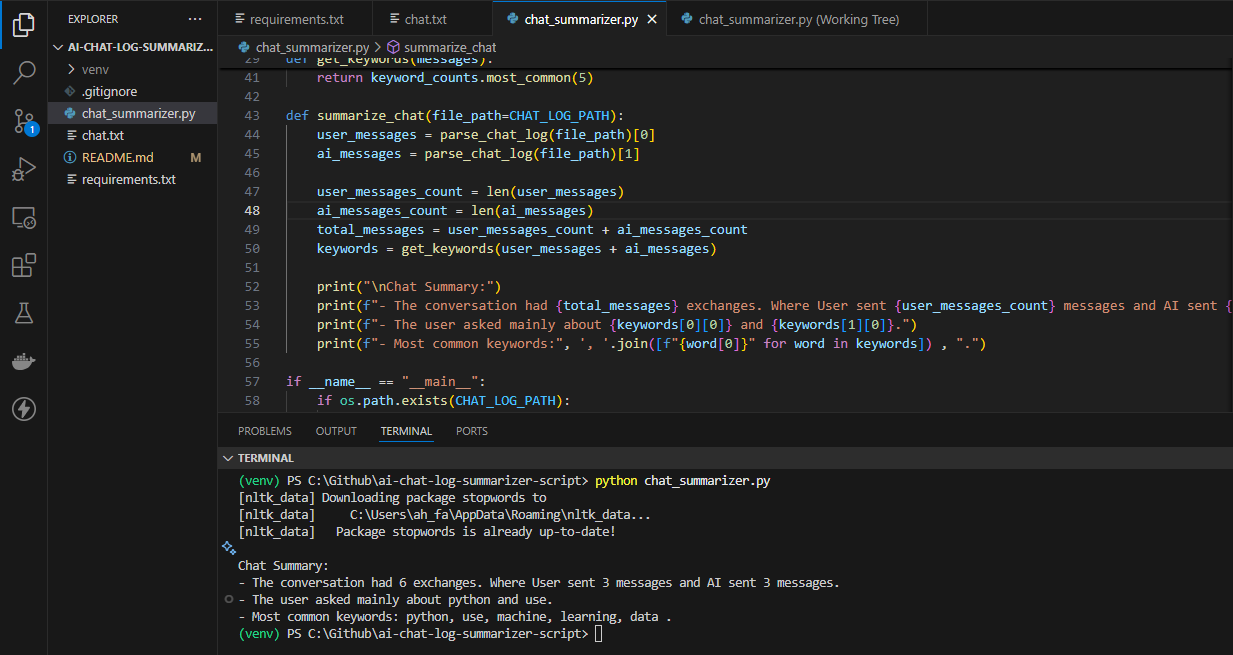 EXPLORER ...
requirements.txt chat.txt chat_summarizer.py chat_summarizer.py (Working Tree)
AI-CHAT-LOG-SUMMARIZ...
venv
.gitignore
chat_summarizer.py
chat.txt
README.md M
requirements.txt
1
chat_summarizer.py > summarize_chat
29 def get_keywords(messages):
41 return keyword_counts.most_common(5)
42
43 def summarize_chat(file_path=CHAT_LOG_PATH):
44 user_messages = parse_chat_log(file_path)[0]
45 ai_messages = parse_chat_log(file_path)[1]
46
47 user_messages_count = len(user_messages)
48 ai_messages_count = len(ai_messages)
49 total_messages = user_messages_count + ai_messages_count
50 keywords = get_keywords(user_messages + ai_messages)
51
52 print("\nChat Summary:")
53 print(f"- The conversation had {total_messages} exchanges. Where User sent {user_messages_count} messages and AI sent {
54 print(f"- The user asked mainly about {keywords[0][0]} and {keywords[1][0]}.")
55 print(f"- Most common keywords:", ', '.join([f"{word[0]}" for word in keywords]) , ".")
56
57 if __name__ == "__main__":
58 if os.path.exists(CHAT_LOG_PATH):
PROBLEMS OUTPUT TERMINAL PORTS
TERMINAL
(venv) PS C:\Github\ai-chat-log-summarizer-script> python chat_summarizer.py
[nltk_data] Downloading package stopwords to
[nltk_data] C:\Users\ah_fa\AppData\Roaming\nltk_data...
[nltk_data] Package stopwords is already up-to-date!
Chat Summary:
- The conversation had 6 exchanges. Where User sent 3 messages and AI sent 3 messages.
- The user asked mainly about python and use.
- Most common keywords: python, use, machine, learning, data .
(venv) PS C:\Github\ai-chat-log-summarizer-script>